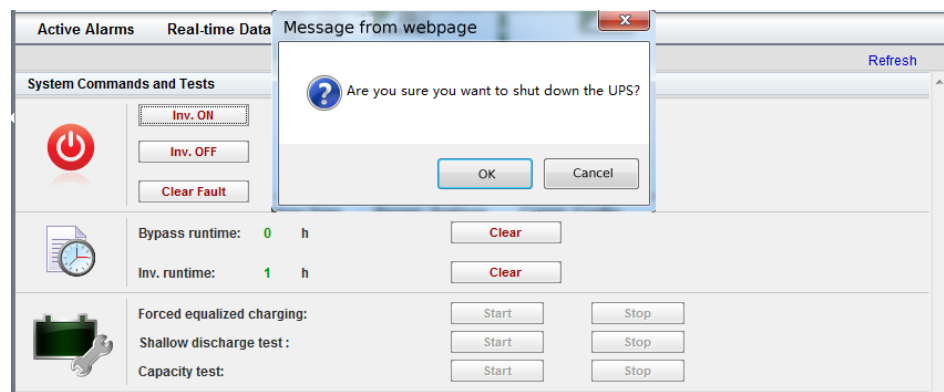 Active Alarms Real-time Data Message from webpage
Refresh
System Commands and Tests
Are you sure you want to shut down the UPS?
Inv. ON
Inv. OFF
OK Cancel
Clear Fault
Bypass runtime: 0 h Clear
Inv. runtime: 1 h Clear
Forced equalized charging: Start Stop
Shallow discharge test : Start Stop
Capacity test: Start Stop